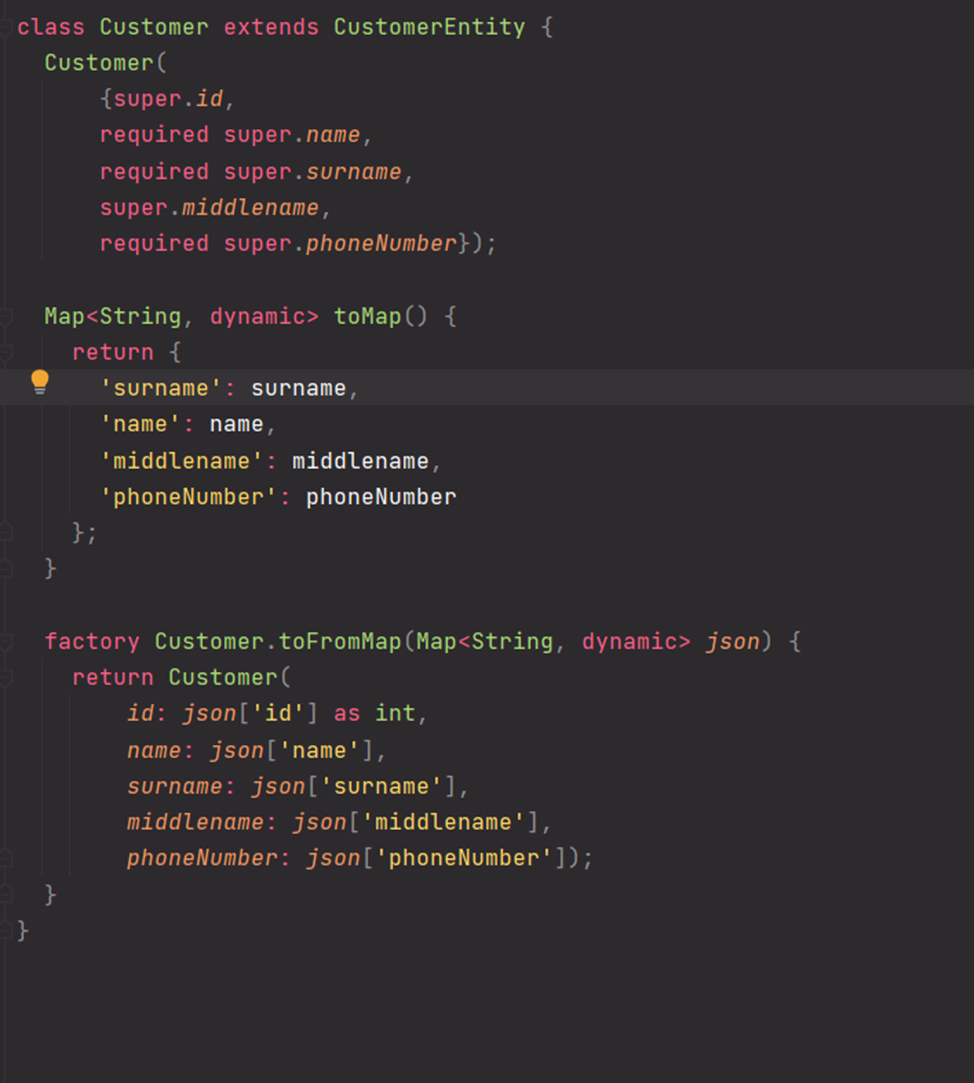 class Customer extends CustomerEntity {
  Customer(
      {super.id,
      required super.name,
      required super.surname,
      super.middlename,
      required super.phoneNumber});

  Map<String, dynamic> toMap() {
    return {
      'surname': surname,
      'name': name,
      'middlename': middlename,
      'phoneNumber': phoneNumber
    };
  }

  factory Customer.toFromMap(Map<String, dynamic> json) {
    return Customer(
        id: json['id'] as int,
        name: json['name'],
        surname: json['surname'],
        middlename: json['middlename'],
        phoneNumber: json['phoneNumber']);
  }
}